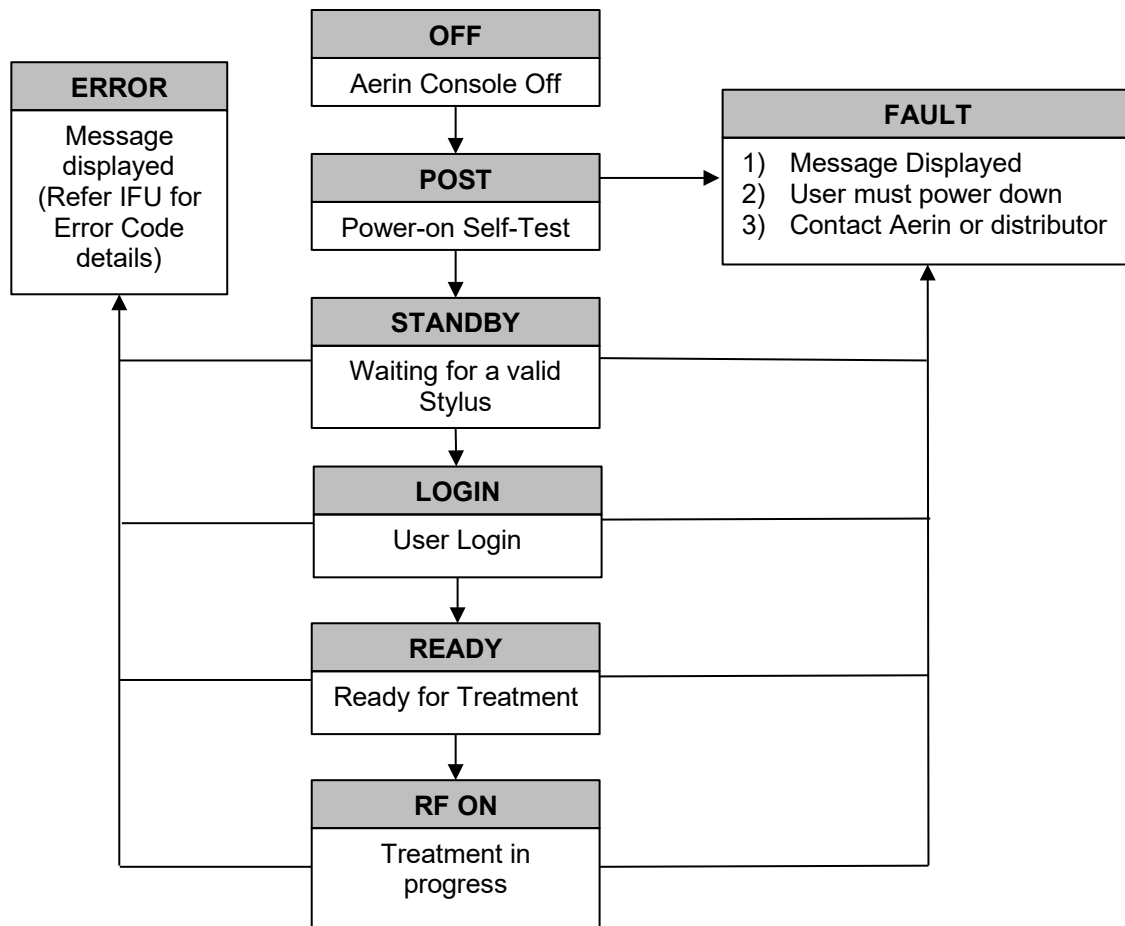 OFF
Aerin Console Off
ERROR
Message
displayed
(Refer IFU for
Error Code
details)
FAULT
1) Message Displayed
2) User must power down
3) Contact Aerin or distributor
POST
Power-on Self-Test
STANDBY
Waiting for a valid
Stylus
LOGIN
User Login
READY
Ready for Treatment
RF ON
Treatment in
progress